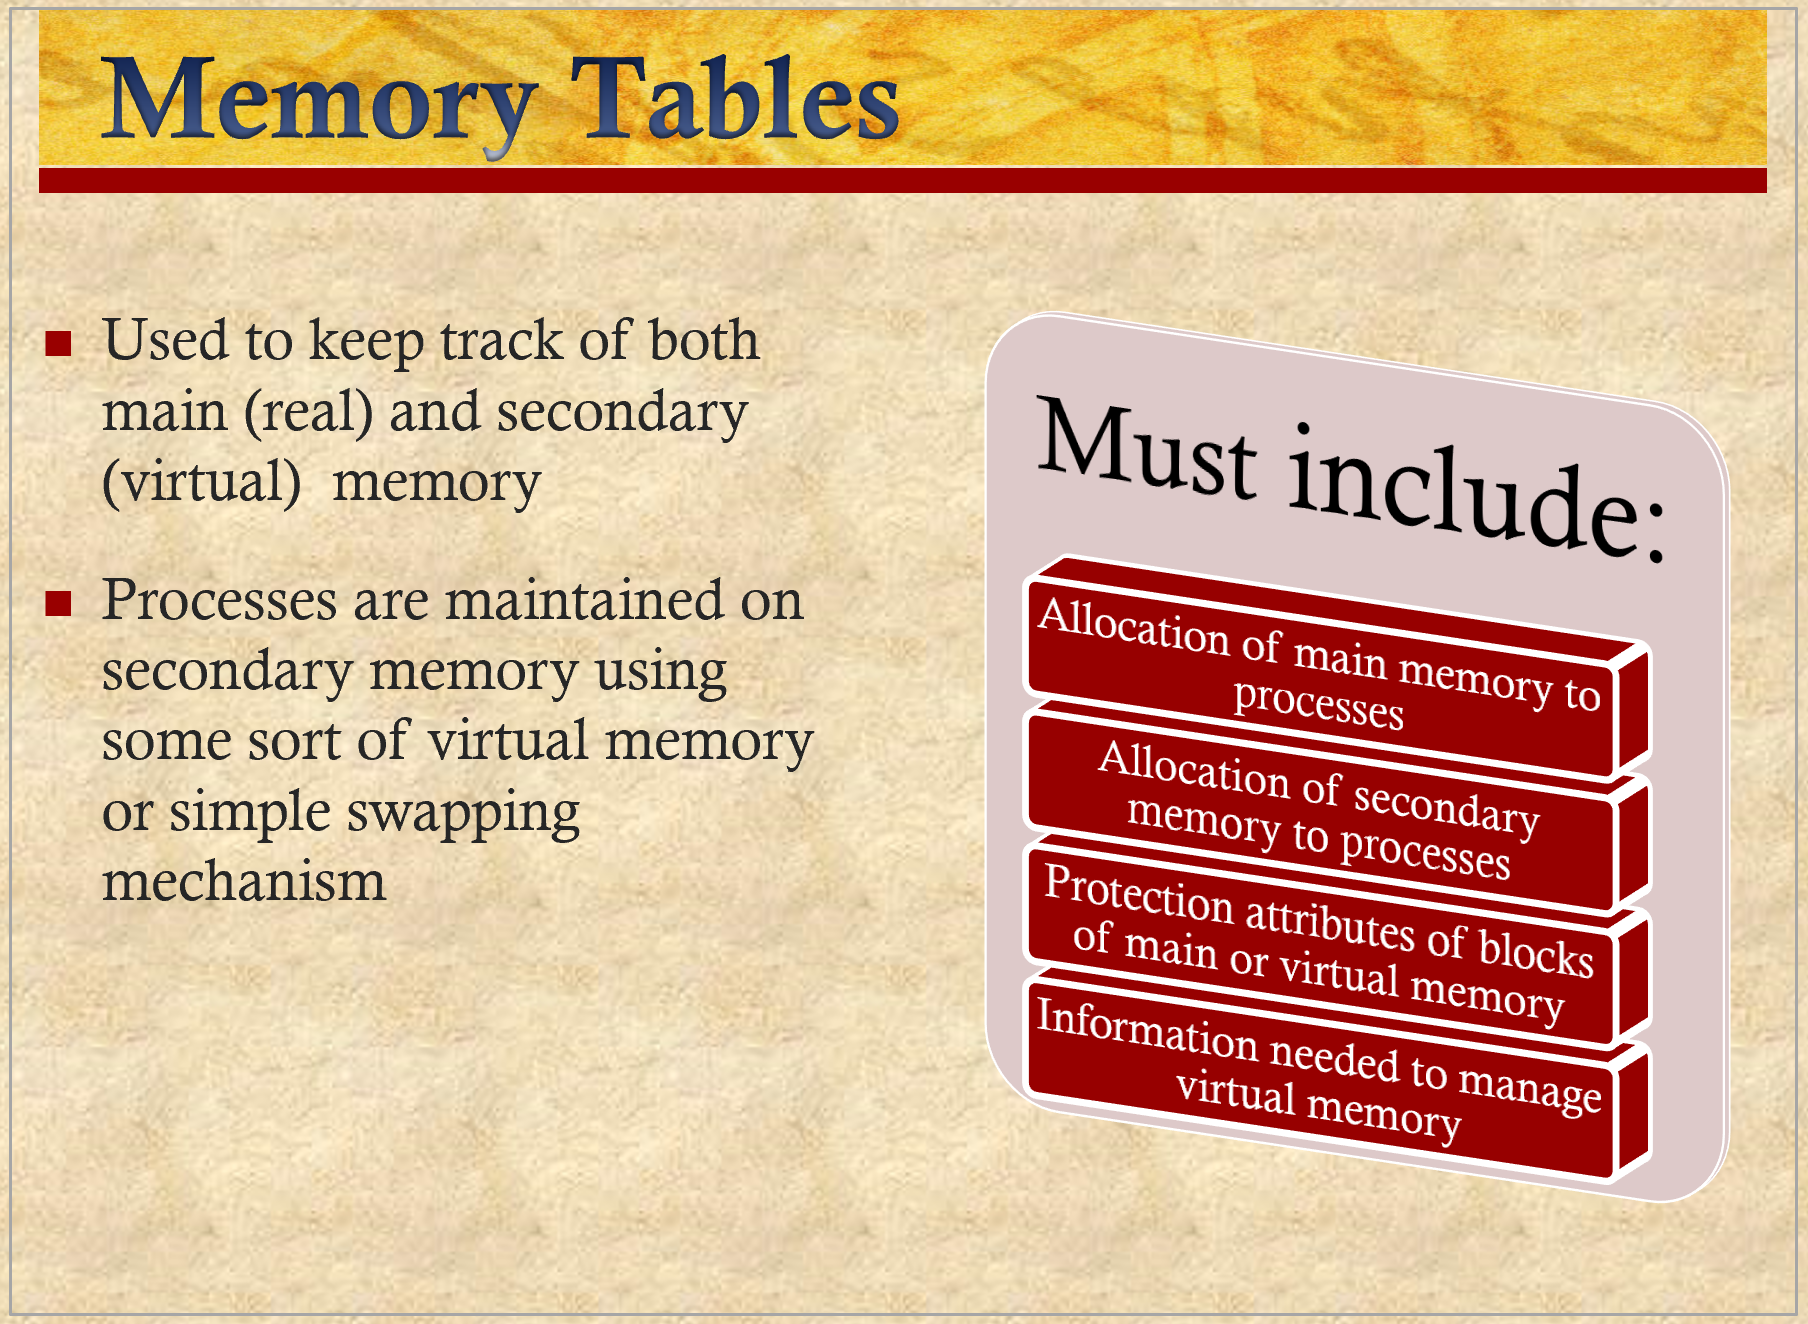 Memory Tables
Used to keep track of both
main (real) and secondary
(virtual) memory
Processes are maintained on
secondary memory using
some sort of virtual memory
or simple swapping
mechanism
Must include:
Allocation of main memory to
processes
Allocation of secondary
memory to processes
Protection attributes of blocks
of main or virtual memory
Information needed to manage
virtual memory